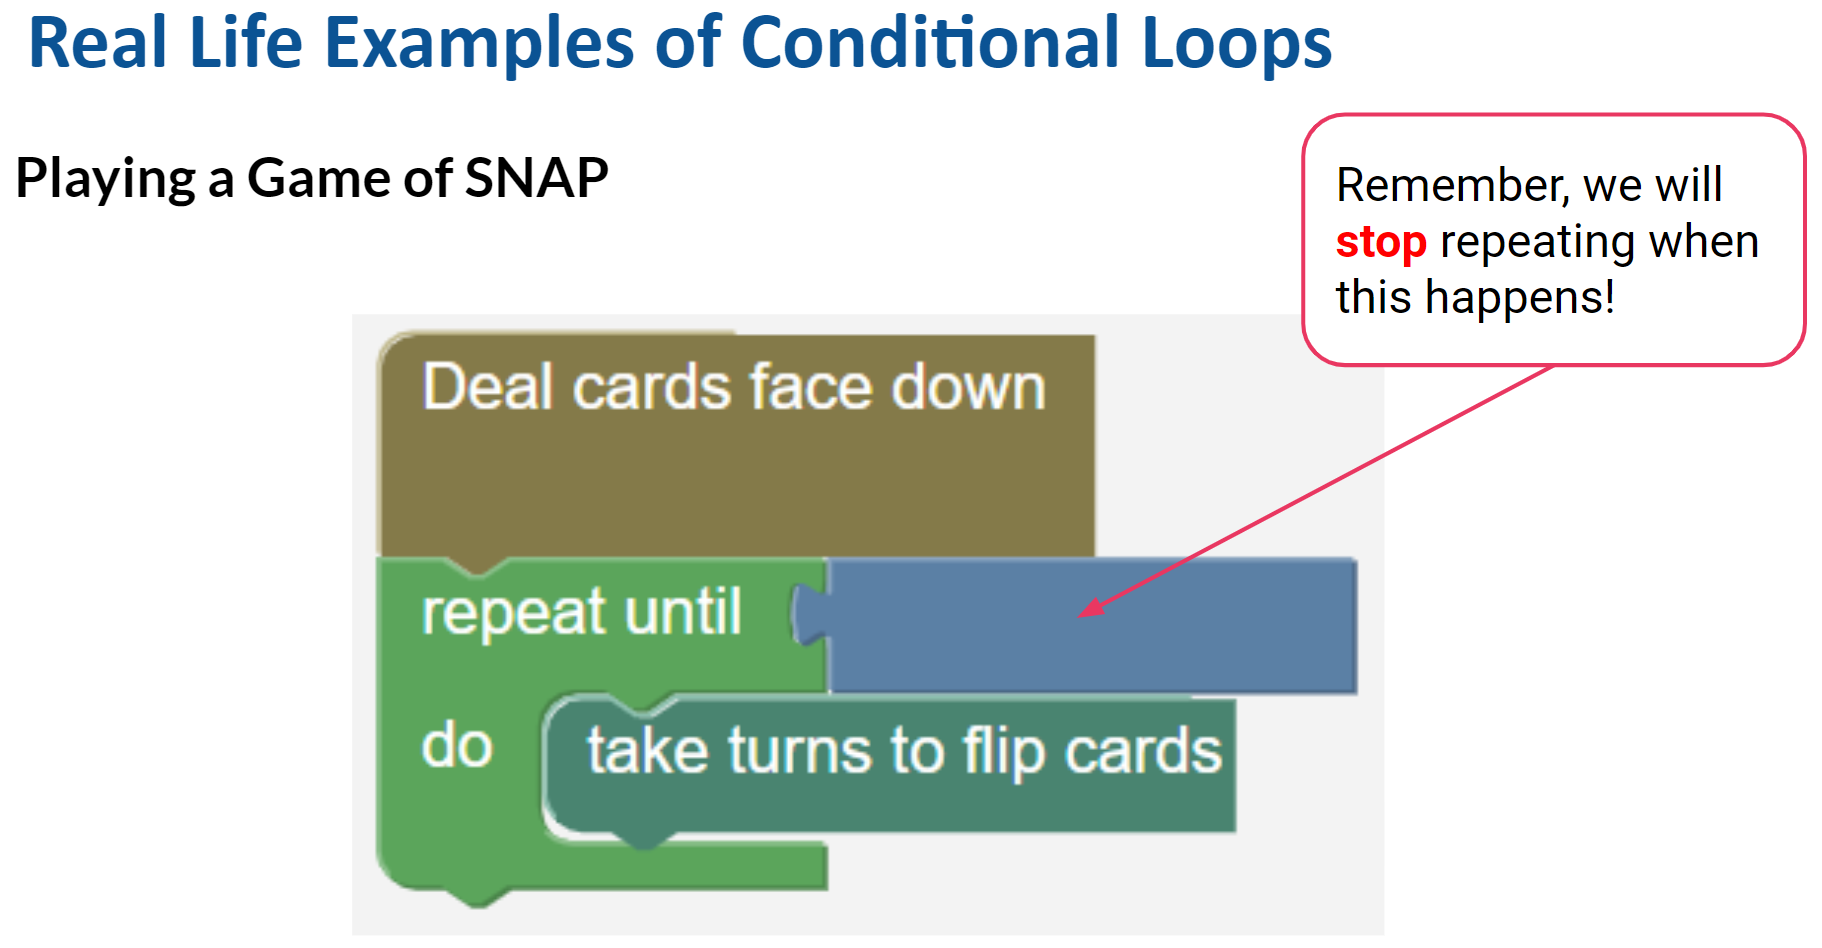 Real Life Examples of Conditional Loops
Playing a Game of SNAP
Remember, we will
stop repeating when
this happens!
Deal cards face down
repeat until
do
take turns to flip cards